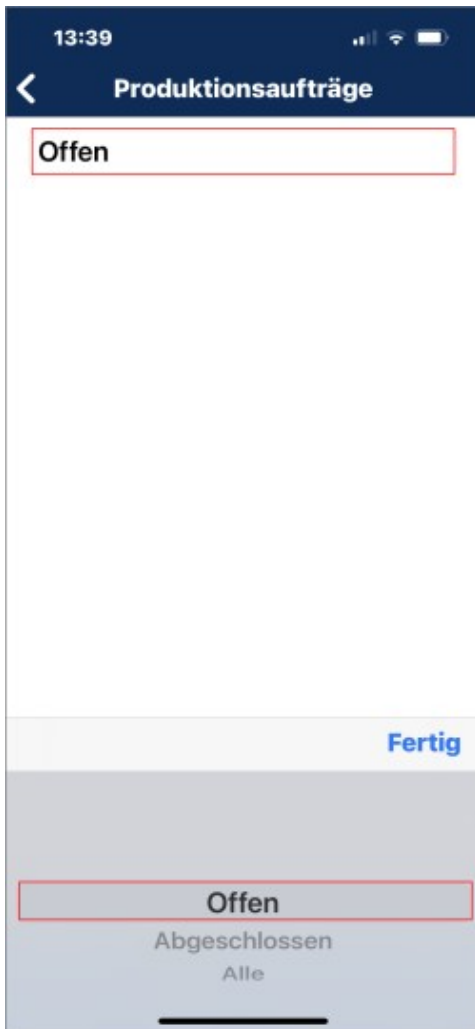 13:39
Produktionsaufträge
Offen
Fertig
Offen
Abgeschlossen
Alle